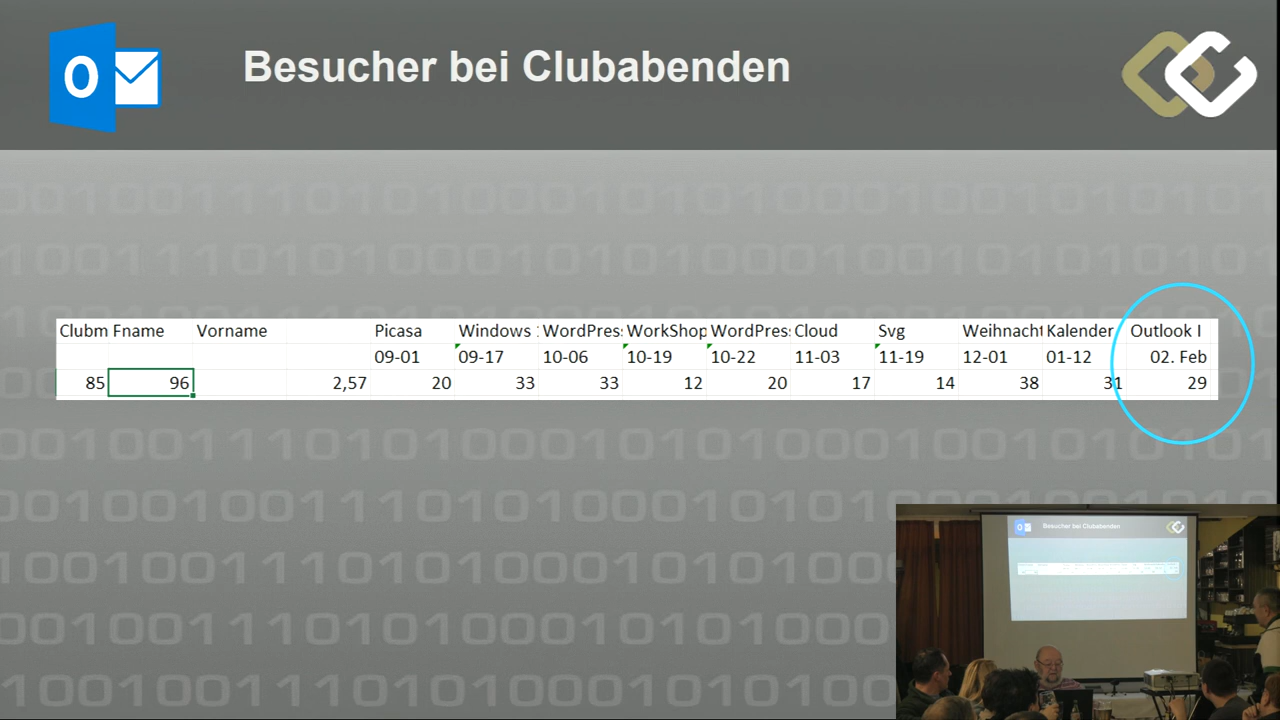 Besucher bei Clubabenden
O
Clubm Fname Vorname Picasa Windows WordPres WorkShop WordPres Cloud Svg Weihnacht Kalender Outlook I
09-01 09-17 10-06 10-19 10-22 11-03 11-19 12-01 01-12 02. Feb
85 96 2,57 20 33 33 12 20 17 14 38 31 29
Besucher bei Clubabenden